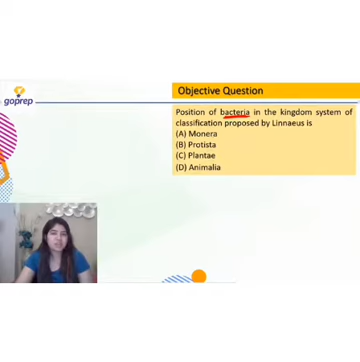 goprep
Objective Question
Position of bacteria in the kingdom system of
classification proposed by Linnaeus is
(A) Monera
(B) Protista
(C) Plantae
(D) Animalia